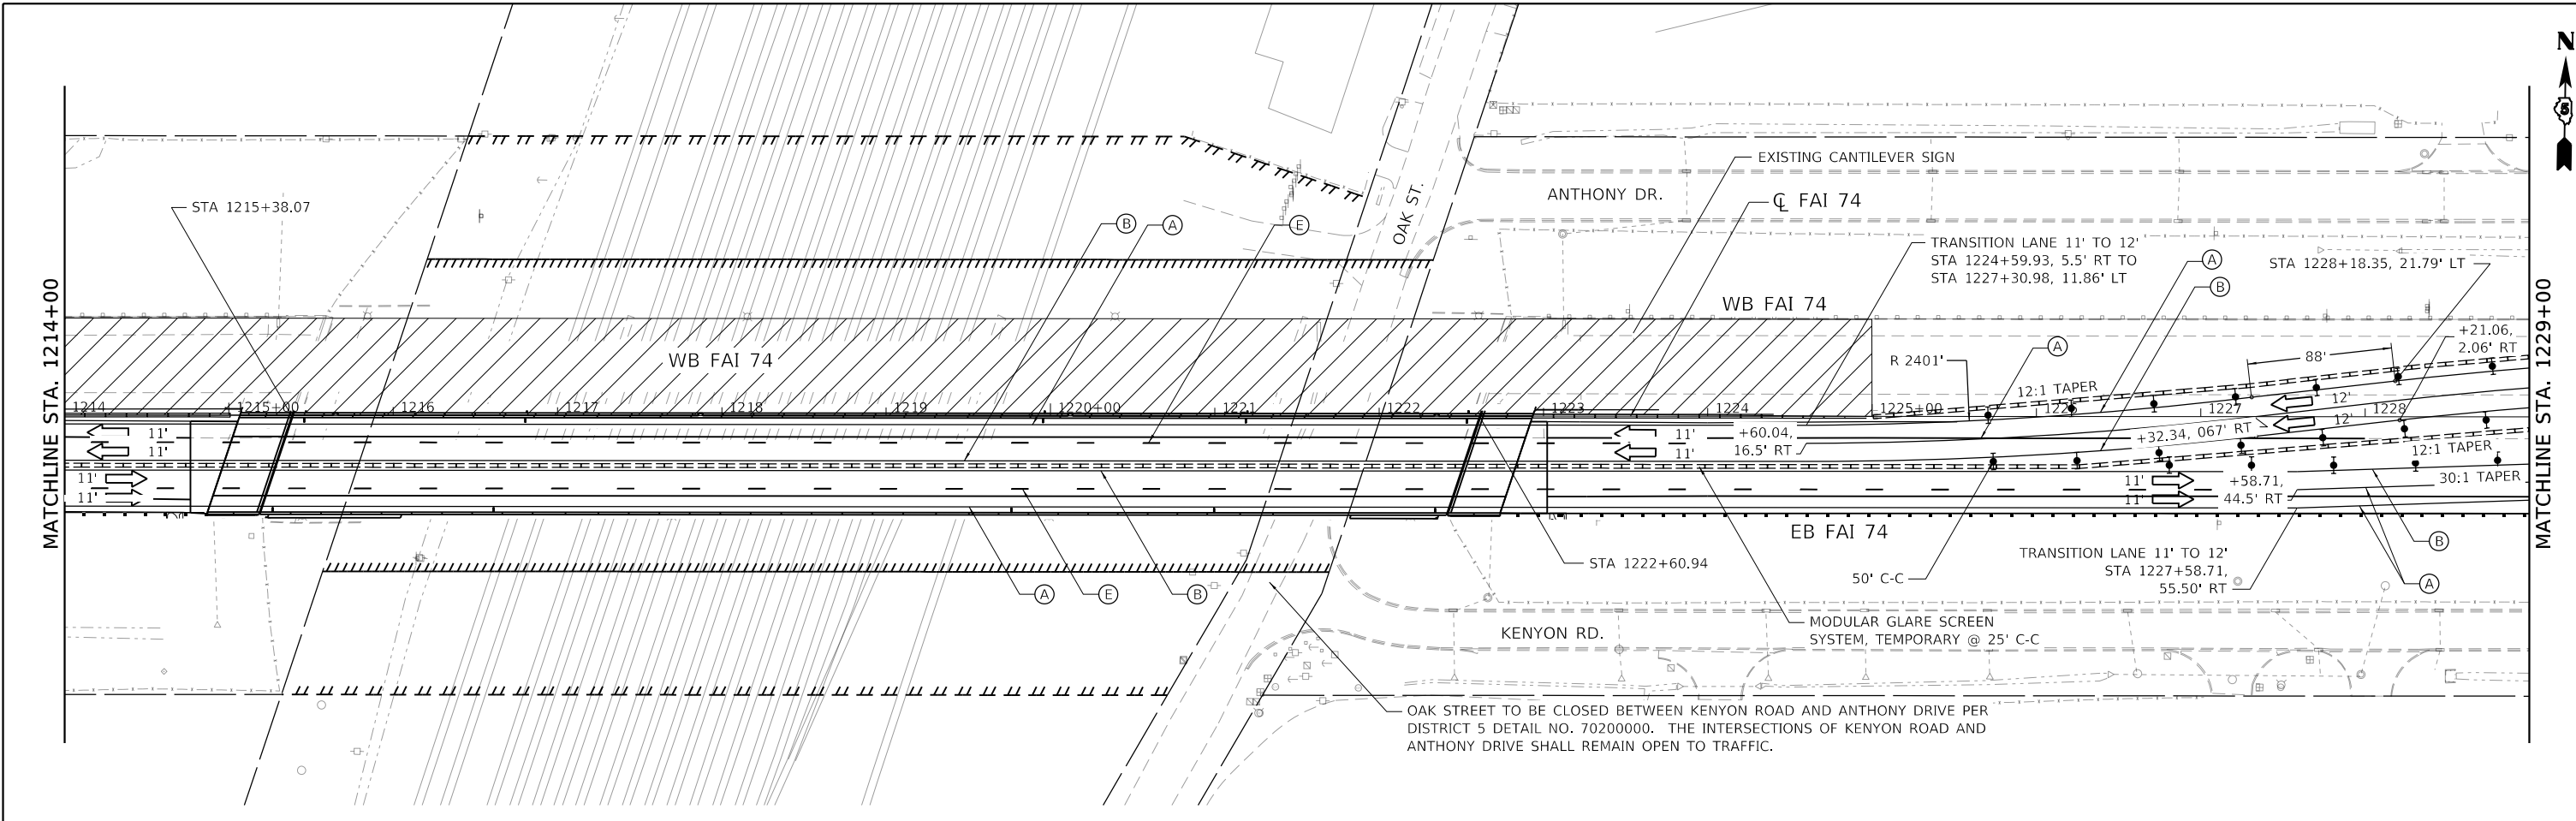 N
5
STA 1215+38.07
B
A
E
OAK ST.
EXISTING CANTILEVER SIGN
ANTHONY DR.
℄ FAI 74
TRANSITION LANE 11' TO 12'
STA 1224+59.93, 5.5' RT TO
STA 1227+30.98, 11.86' LT
A
B
STA 1228+18.35, 21.79' LT
MATCHLINE STA. 1214+00
WB FAI 74
WB FAI 74
A
R 2401'
88'
+21.06,
2.06' RT
MATCHLINE STA. 1229+00
12:1 TAPER
1214
1215+00
1216
1217
1218
1219
1220+00
1221
1222
1223
1224
1225+00
1227
1228
12'
12'
11'
11'
11'
11'
11'
11'
+60.04,
16.5' RT
+32.34, 067' RT
12:1 TAPER
30:1 TAPER
11'
11'
+58.71,
44.5' RT
EB FAI 74
STA 1222+60.94
50' C-C
TRANSITION LANE 11' TO 12'
STA 1227+58.71,
55.50' RT
B
A
A
E
B
KENYON RD.
MODULAR GLARE SCREEN
SYSTEM, TEMPORARY @ 25' C-C
OAK STREET TO BE CLOSED BETWEEN KENYON ROAD AND ANTHONY DRIVE PER
DISTRICT 5 DETAIL NO. 70200000. THE INTERSECTIONS OF KENYON ROAD AND
ANTHONY DRIVE SHALL REMAIN OPEN TO TRAFFIC.